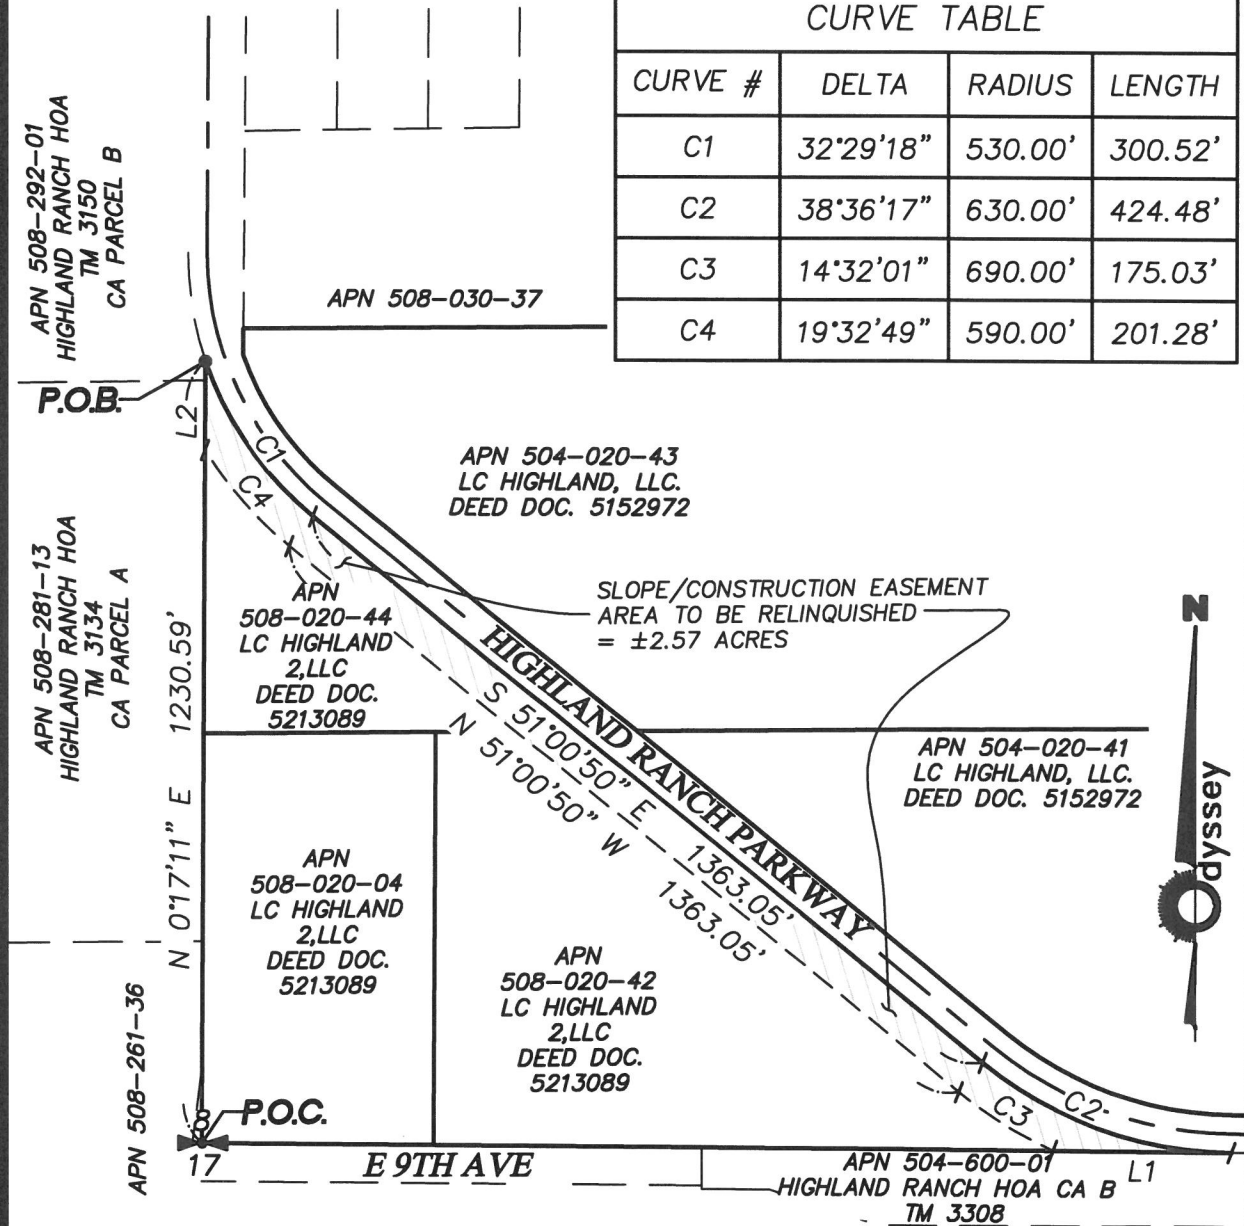 CURVE TABLE
CURVE # DELTA RADIUS LENGTH
C1 32°29'18" 530.00' 300.52'
C2 38°36'17" 630.00' 424.48'
C3 14°32'01" 690.00' 175.03'
C4 19°32'49" 590.00' 201.28'
APN 508-292-01
HIGHLAND RANCH HOA
TM 3150
CA PARCEL B
APN 508-030-37
P.O.B.
L2
C1
C4
APN 504-020-43
LC HIGHLAND, LLC.
DEED DOC. 5152972
APN 508-281-13
HIGHLAND RANCH HOA
TM 3134
CA PARCEL A
N 0°17'11" E 1230.59'
APN
508-020-44
LC HIGHLAND
2,LLC
DEED DOC.
5213089
SLOPE/CONSTRUCTION EASEMENT
AREA TO BE RELINQUISHED
= ±2.57 ACRES
N
HIGHLAND RANCH PARKWAY
S 51°00'50" E 1363.05'
N 51°00'50" W 1363.05'
APN 504-020-41
LC HIGHLAND, LLC.
DEED DOC. 5152972
Odyssey
APN
508-020-04
LC HIGHLAND
2,LLC
DEED DOC.
5213089
APN
508-020-42
LC HIGHLAND
2,LLC
DEED DOC.
5213089
APN 508-261-36
C3
C2
8
P.O.C.
17
E 9TH AVE
L1
APN 504-600-01
HIGHLAND RANCH HOA CA B
TM 3308